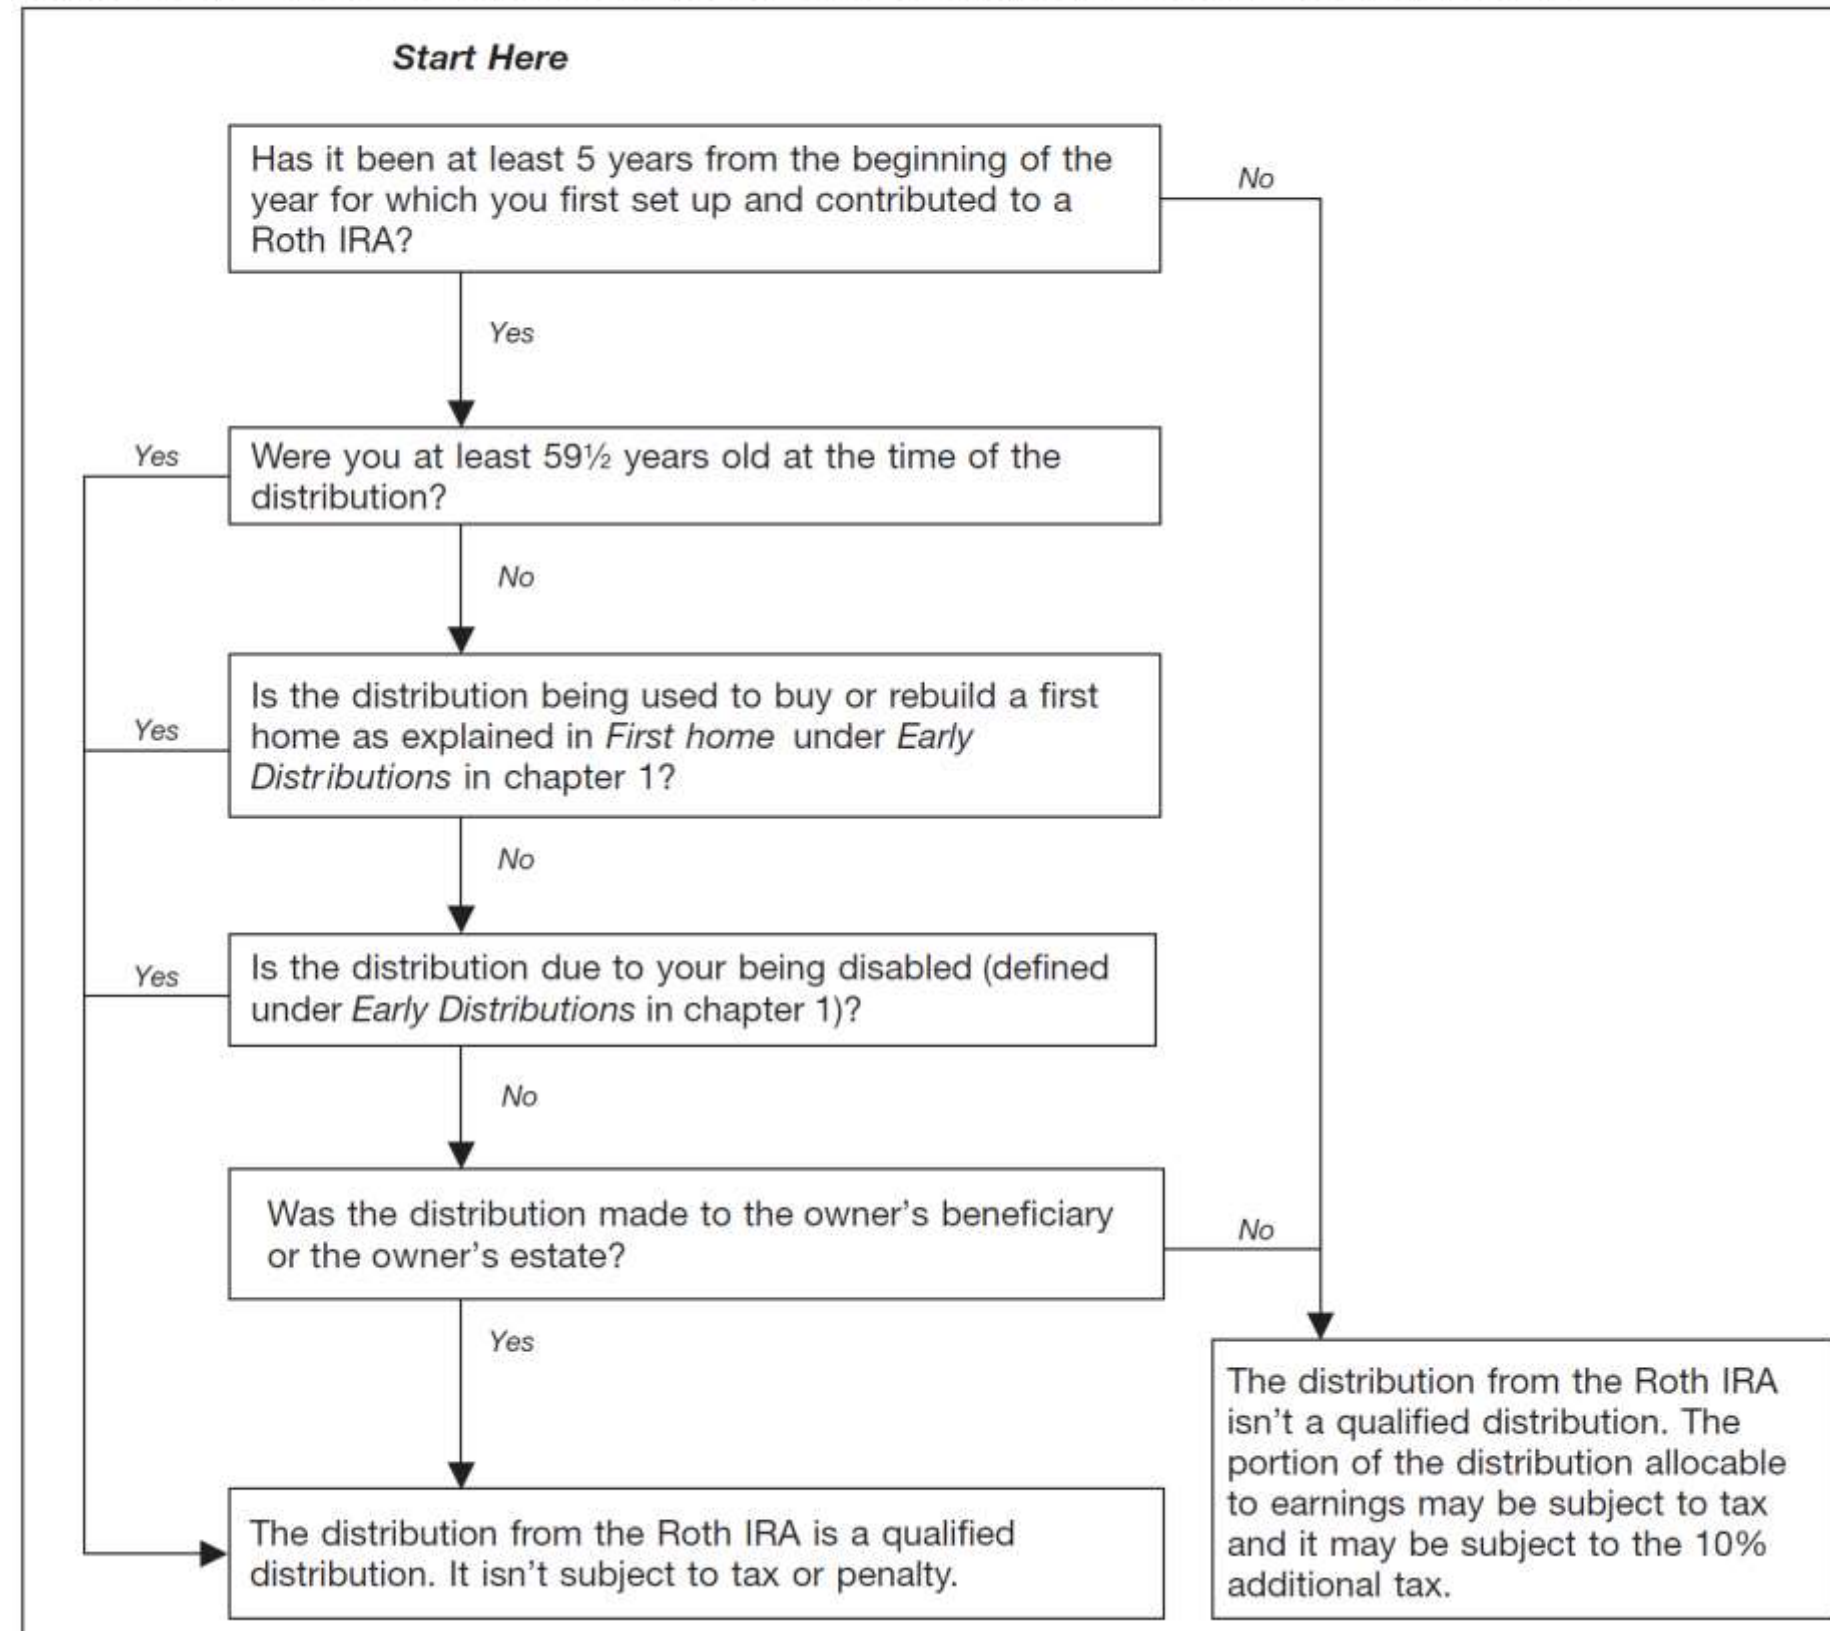 Start Here
Has it been at least 5 years from the beginning of the
year for which you first set up and contributed to a
Roth IRA?
No
Yes
Yes
Were you at least 59½ years old at the time of the
distribution?
No
Yes
Is the distribution being used to buy or rebuild a first
home as explained in First home under Early
Distributions in chapter 1?
No
Yes
Is the distribution due to your being disabled (defined
under Early Distributions in chapter 1)?
No
Was the distribution made to the owner's beneficiary
or the owner's estate?
No
Yes
The distribution from the Roth IRA is a qualified
distribution. It isn't subject to tax or penalty.
The distribution from the Roth IRA
isn't a qualified distribution. The
portion of the distribution allocable
to earnings may be subject to tax
and it may be subject to the 10%
additional tax.